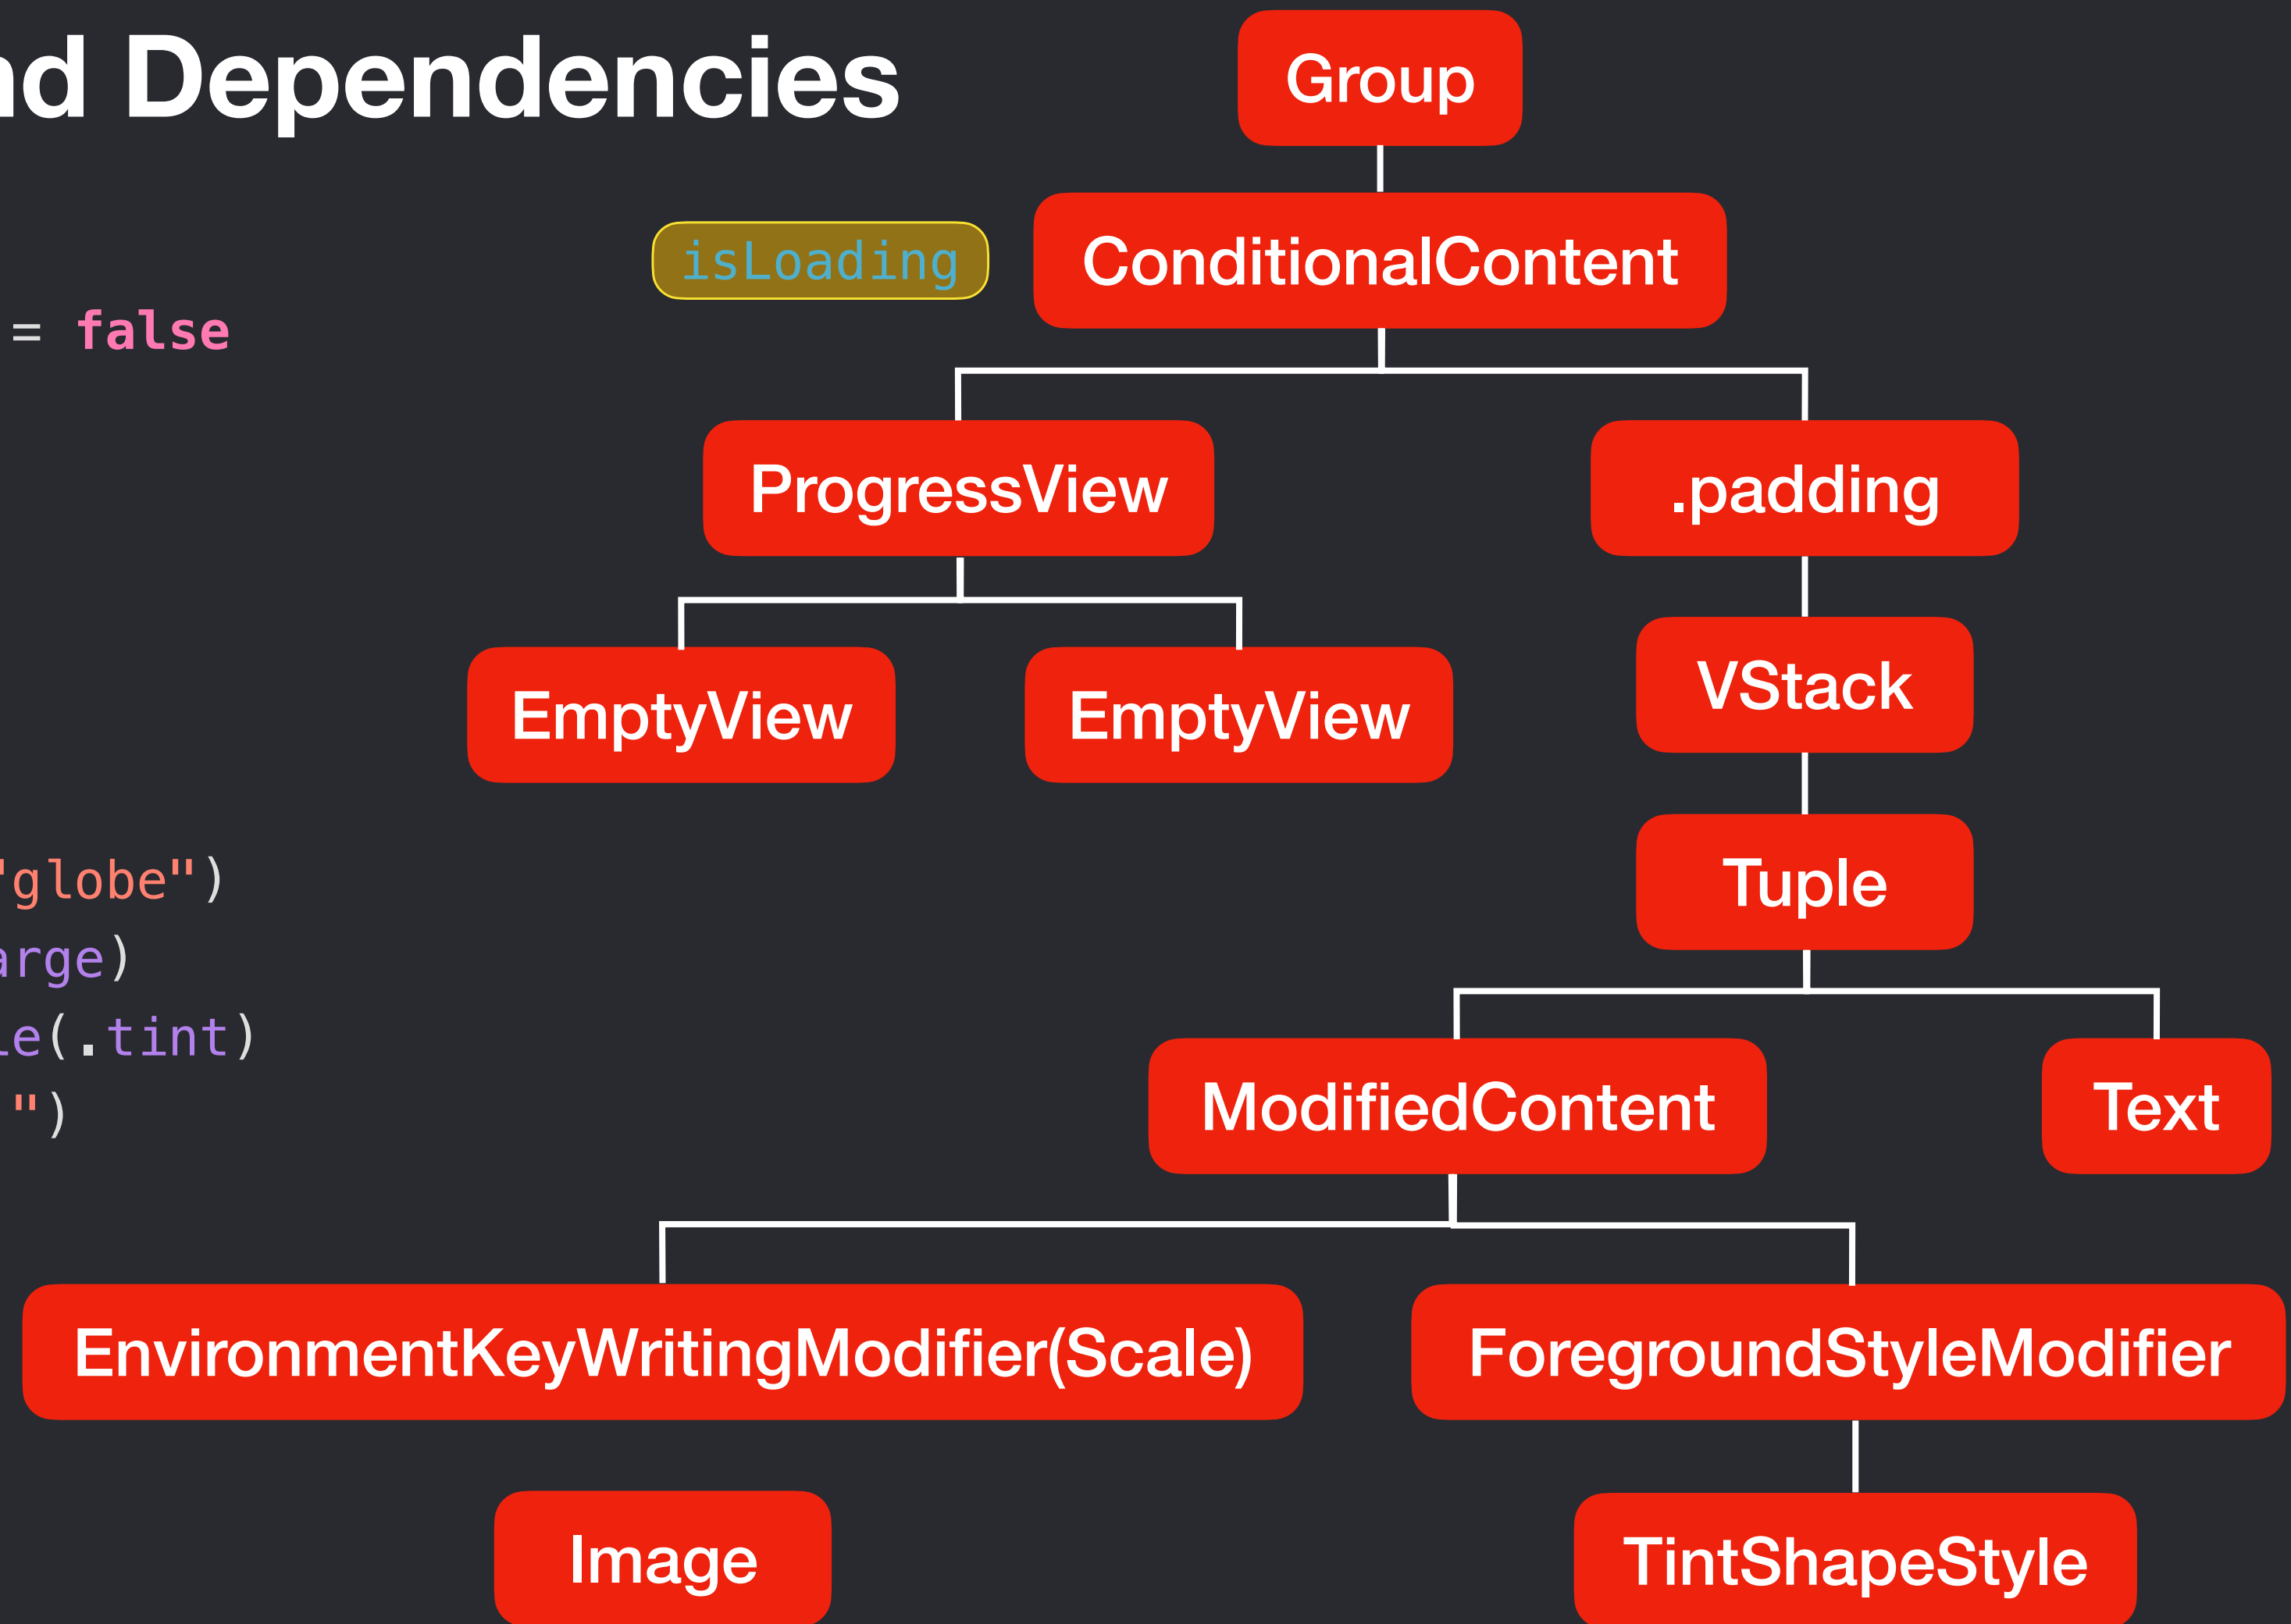 nd Dependencies
Group
isLoading
ConditionalContent
= false
ProgressView
.padding
EmptyView
EmptyView
VStack
"globe")
Tuple
arge)
le(.tint)
")
ModifiedContent
Text
EnvironmentKeyWritingModifier(Scale)
ForegroundStyleModifier
Image
TintShapeStyle